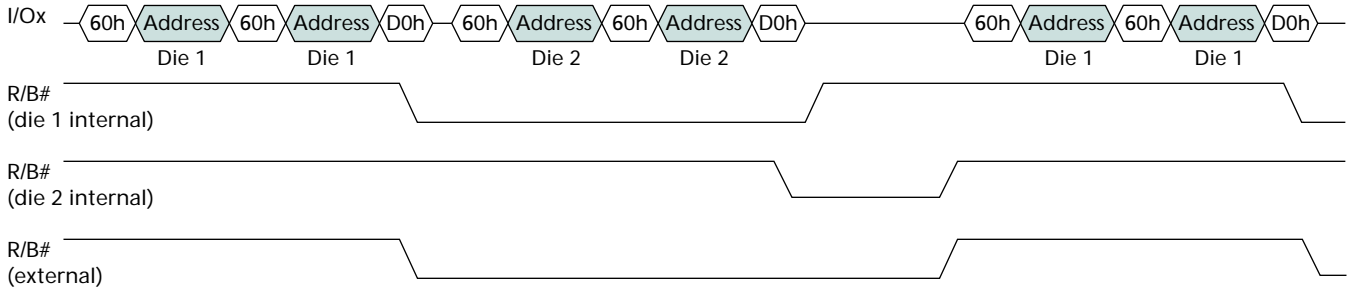 I/Ox 60h Address 60h Address D0h 60h Address 60h Address D0h 60h Address 60h Address D0h
Die 1 Die 1 Die 2 Die 2 Die 1 Die 1
R/B#
(die 1 internal)
R/B#
(die 2 internal)
R/B#
(external)